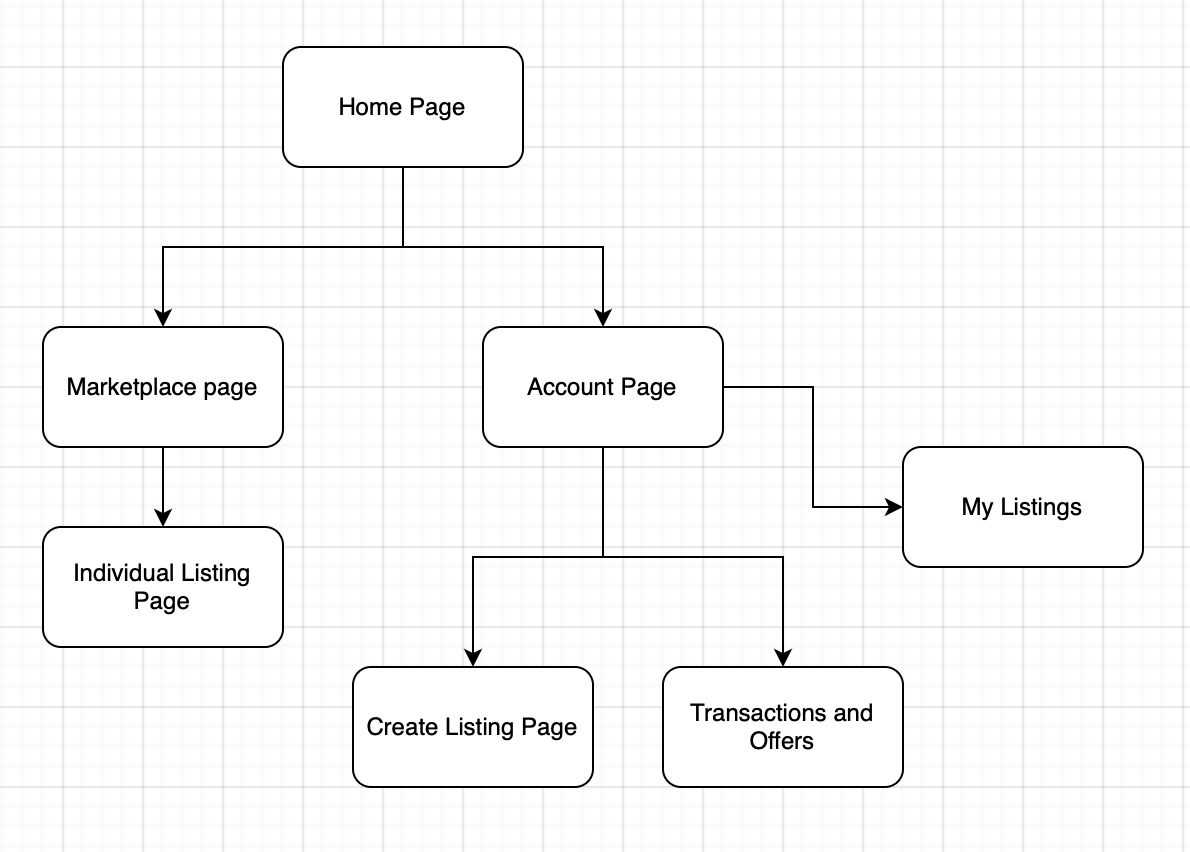 Home Page
Marketplace page
Account Page
My Listings
Individual Listing
Page
Create Listing Page
Transactions and
Offers